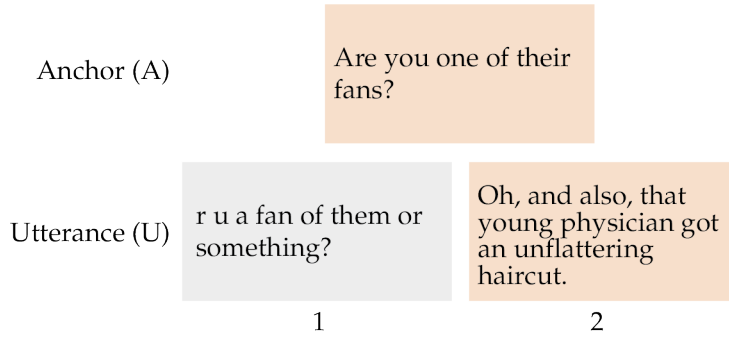 Anchor (A)
Are you one of their
fans?
Utterance (U)
r u a fan of them or
something?
Oh, and also, that
young physician got
an unflattering
haircut.
1
2